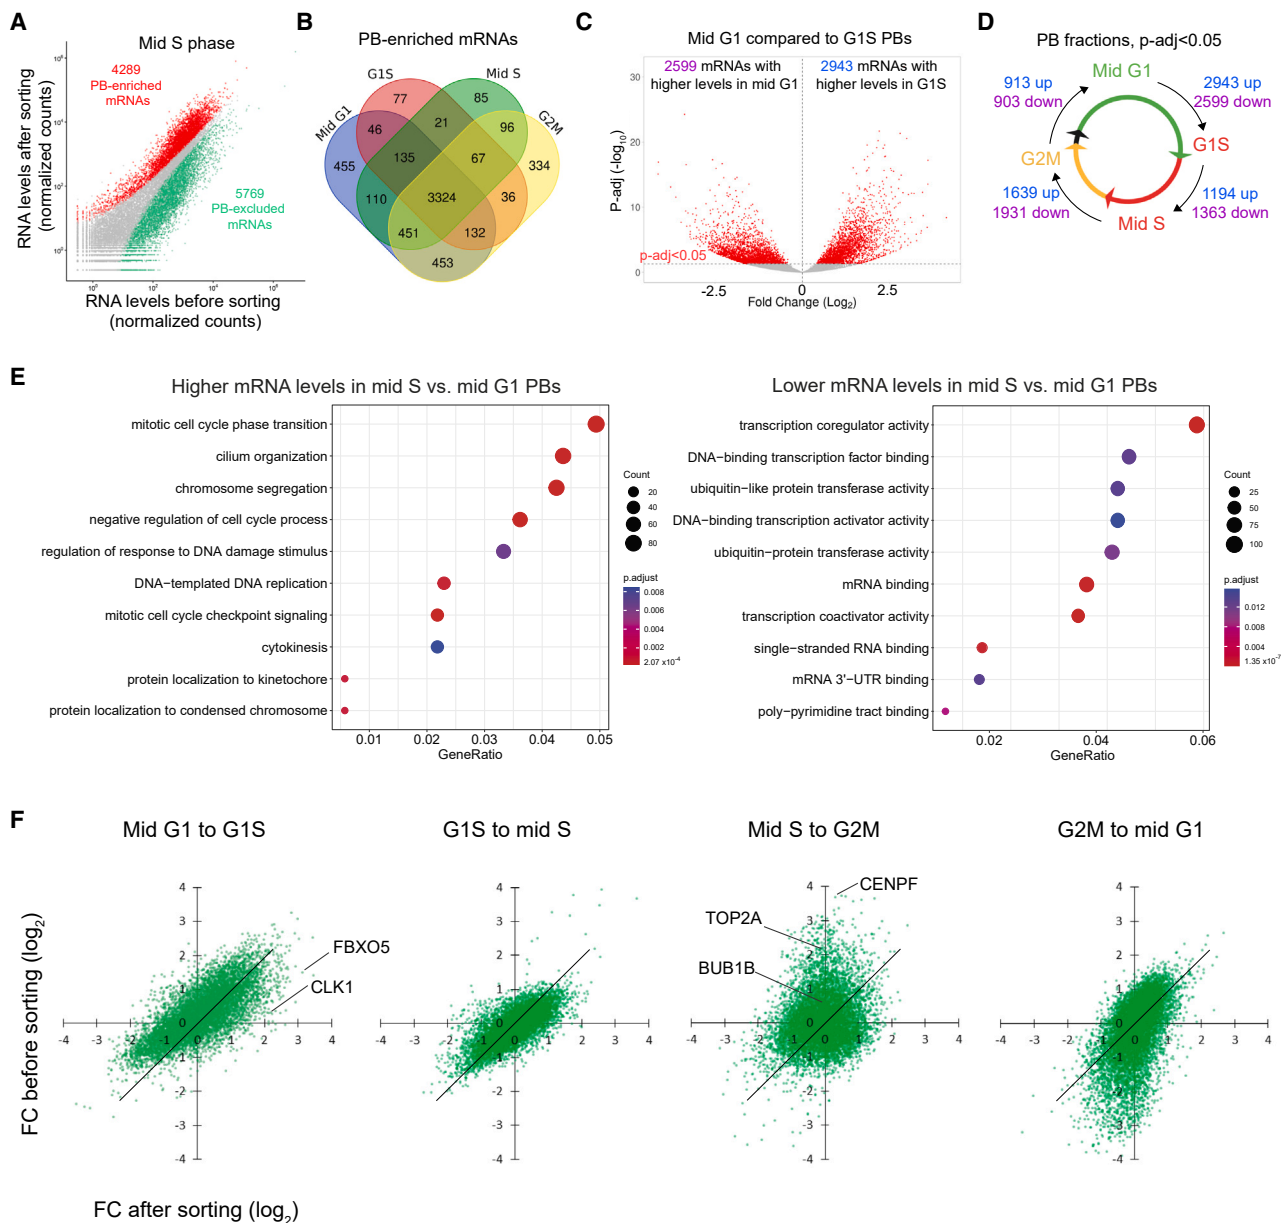 A
Mid S phase
4289
PB-enriched
mRNAs
5769
PB-excluded
mRNAs
RNA levels after sorting
(normalized counts)
RNA levels before sorting
(normalized counts)
B
PB-enriched mRNAs
Mid G1
G1S
Mid S
G2M
77
85
46
21
96
455
135
67
334
110
3324
36
451
132
453
C
Mid G1 compared to G1S PBs
2599 mRNAs with
higher levels in mid G1
2943 mRNAs with
higher levels in G1S
P-adj (-log10)
30
20
10
0
p-adj<0.05
-2.5
0
2.5
Fold Change (Log2)
D
PB fractions, p-adj<0.05
Mid G1
913 up
903 down
2943 up
2599 down
G2M
G1S
1639 up
1931 down
1194 up
1363 down
Mid S
E
Higher mRNA levels in mid S vs. mid G1 PBs
mitotic cell cycle phase transition
cilium organization
chromosome segregation
negative regulation of cell cycle process
regulation of response to DNA damage stimulus
DNA−templated DNA replication
mitotic cell cycle checkpoint signaling
cytokinesis
protein localization to kinetochore
protein localization to condensed chromosome
0.01 0.02 0.03 0.04 0.05
GeneRatio
Count
20
40
60
80
p.adjust
0.008
0.006
0.004
0.002
2.07 x10-4
Lower mRNA levels in mid S vs. mid G1 PBs
transcription coregulator activity
DNA−binding transcription factor binding
ubiquitin−like protein transferase activity
DNA−binding transcription activator activity
ubiquitin−protein transferase activity
mRNA binding
transcription coactivator activity
single−stranded RNA binding
mRNA 3'−UTR binding
poly−pyrimidine tract binding
0.02 0.04 0.06
GeneRatio
Count
25
50
75
100
p.adjust
0.012
0.008
0.004
1.35 x10-7
F
Mid G1 to G1S
G1S to mid S
Mid S to G2M
G2M to mid G1
FC before sorting (log2)
FBXO5
CLK1
CENPF
TOP2A
BUB1B
FC after sorting (log2)